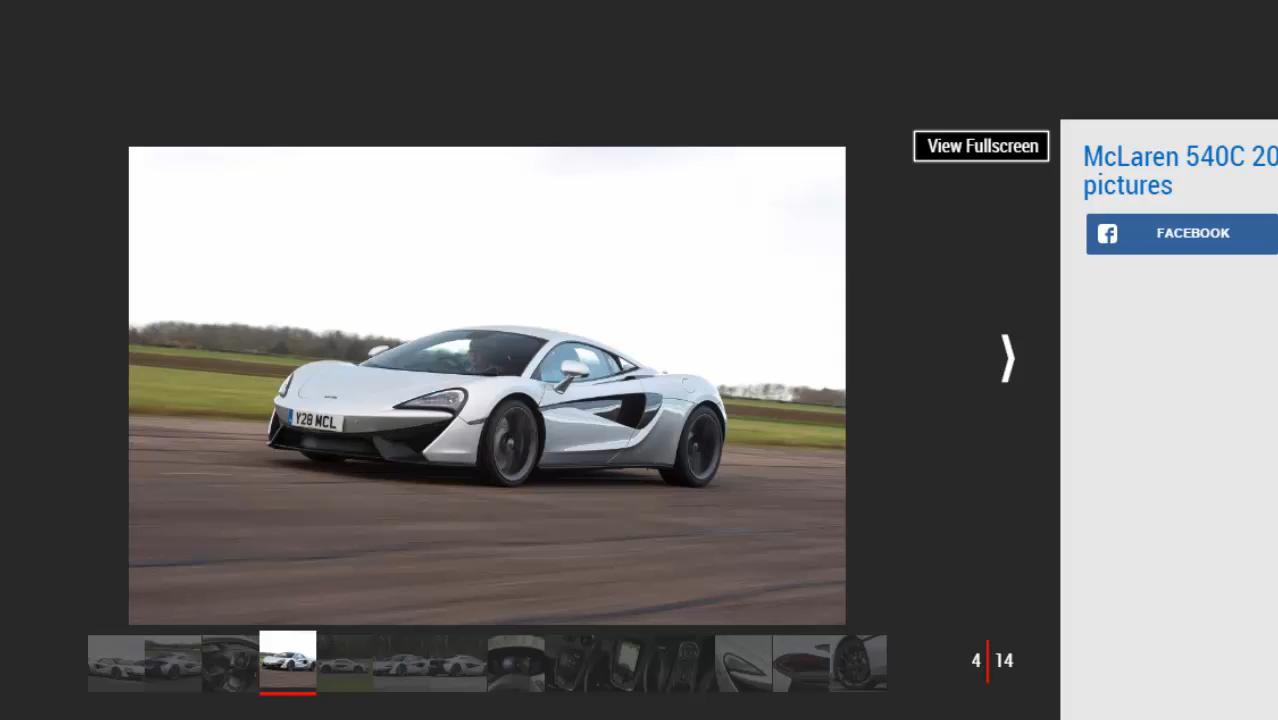 View Fullscreen
McLaren 540C 20
pictures
FACEBOOK
Y28 MCL
4 14